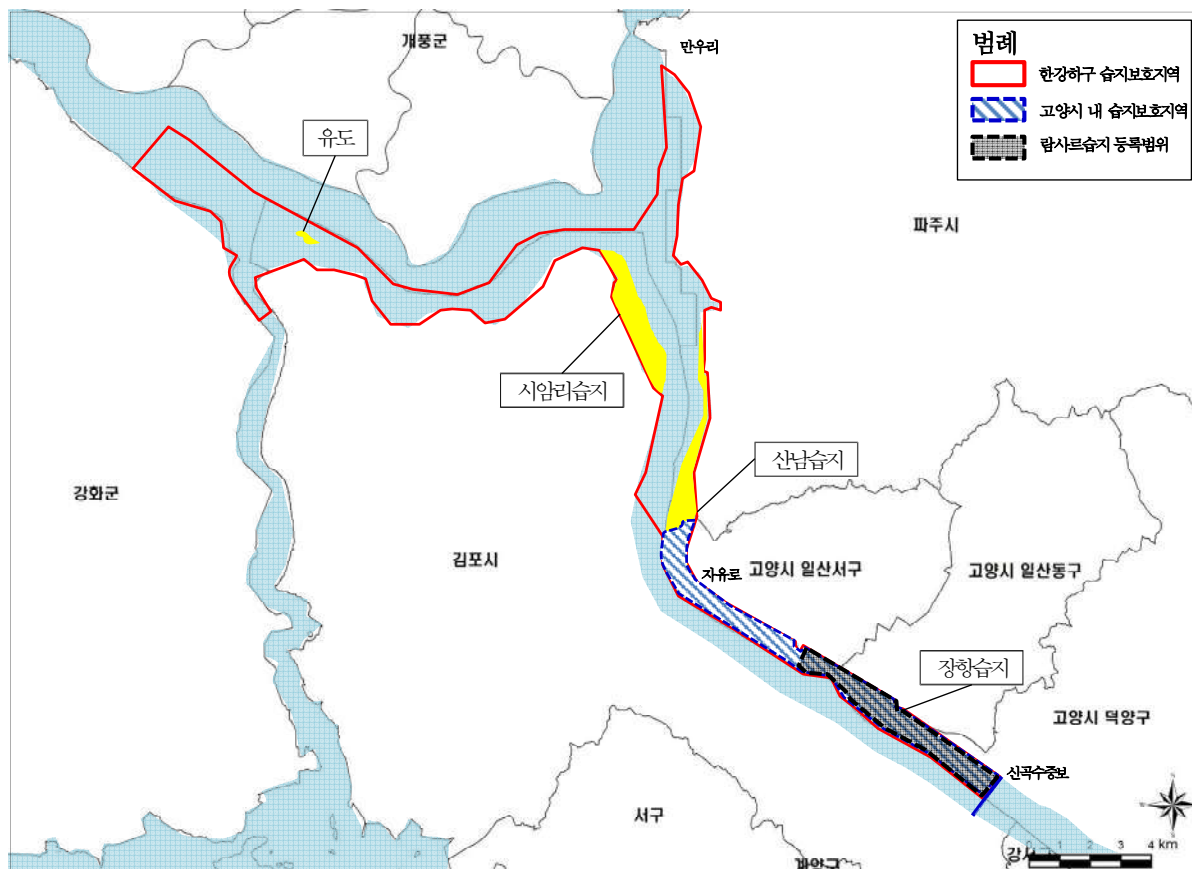 개풍군
만우리
범례
한강하구 습지보호지역
고양시 내 습지보호지역
람사르습지 등록범위
유도
파주시
시암리습지
산남습지
강화군
김포시
자유로
고양시 일산서구
고양시 일산동구
장항습지
고양시 덕양구
신곡수중보
서구
계양구
0 1 2 3 4 km